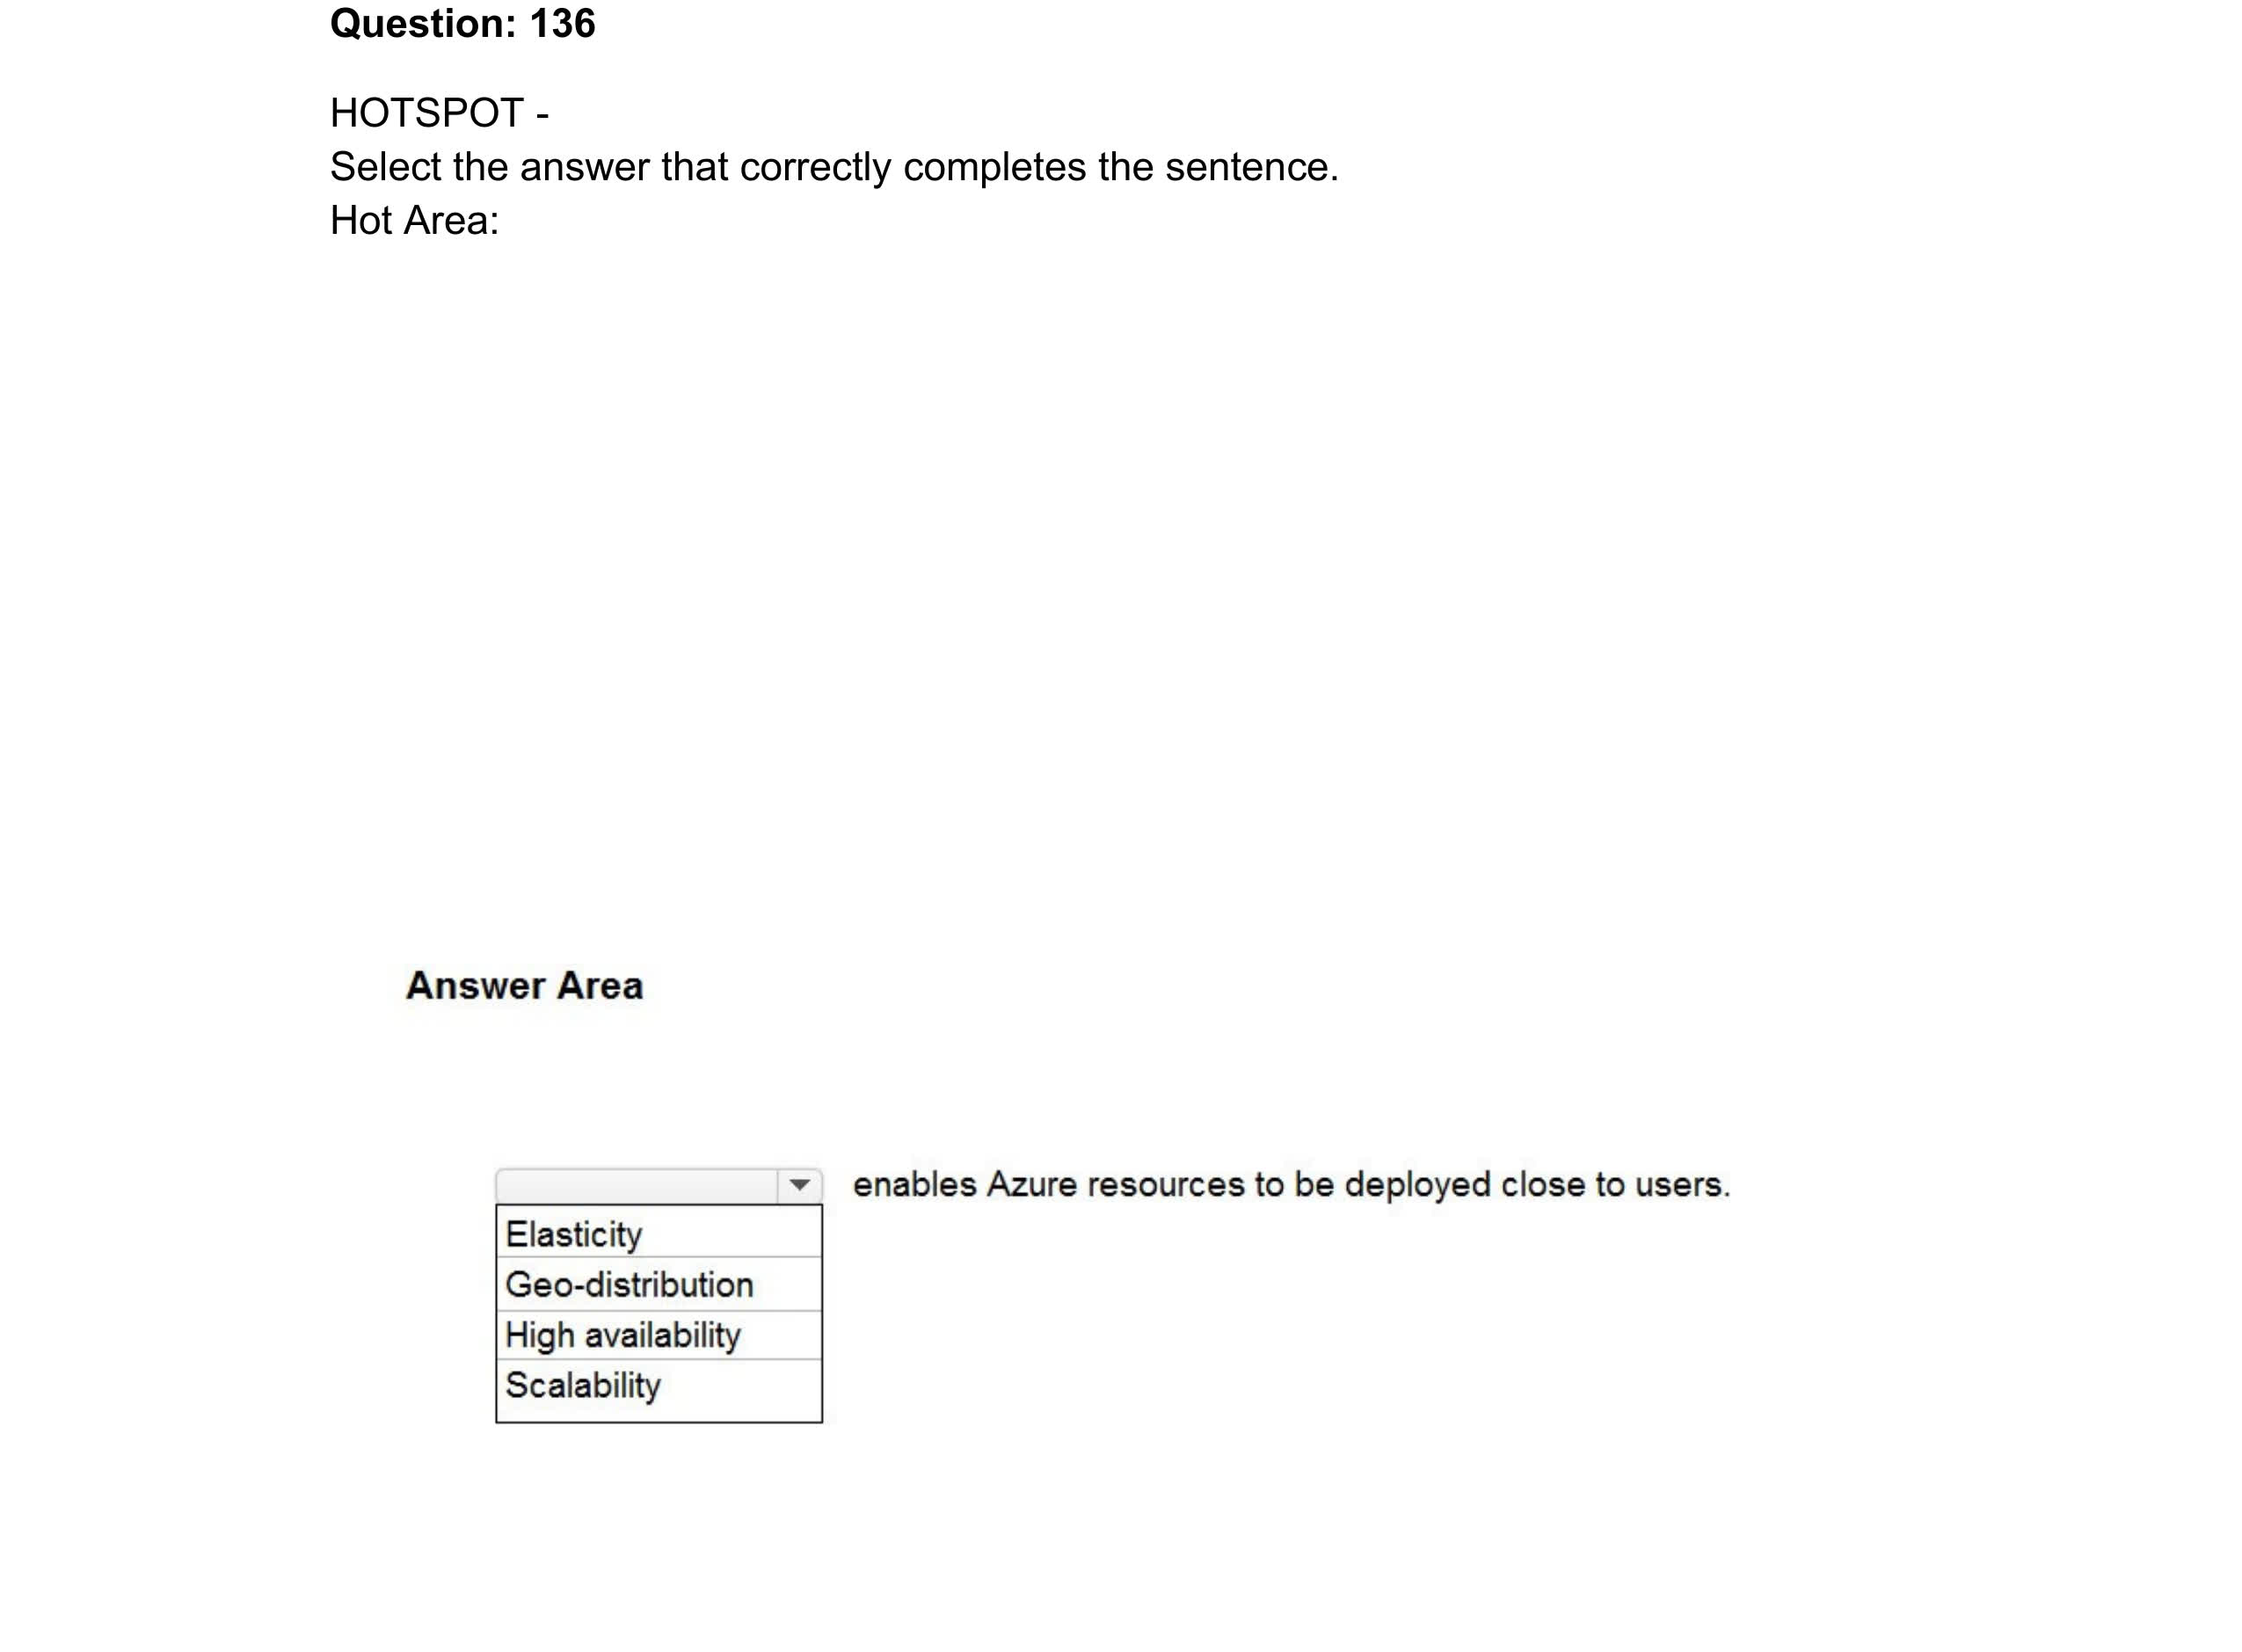 Question: 136
HOTSPOT -
Select the answer that correctly completes the sentence.
Hot Area:
Answer Area
enables Azure resources to be deployed close to users.
Elasticity
Geo-distribution
High availability
Scalability